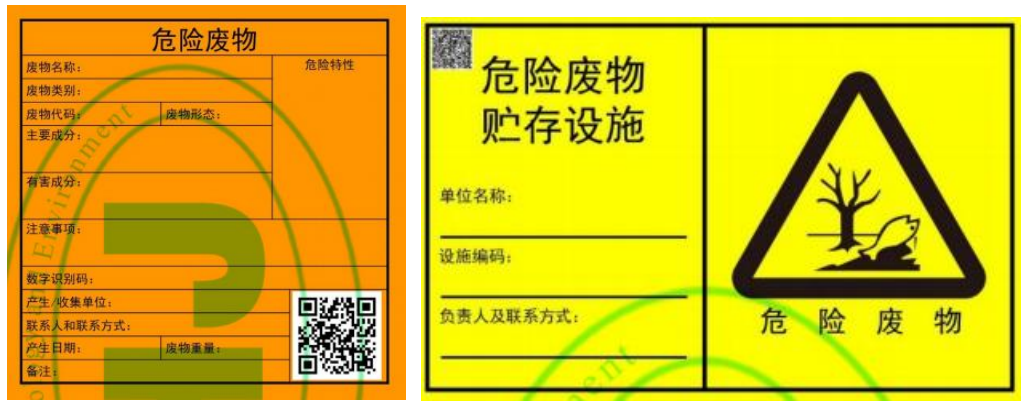 危险废物
废物名称：
危险特性
废物类别：
废物代码：
废物形态：
主要成分：
有害成分：
注意事项：
数字识别码：
产生/收集单位：
联系人和联系方式：
产生日期：
废物重量：
备注：
危险废物
贮存设施
单位名称：
设施编码：
负责人及联系方式：
危险废物
Environment